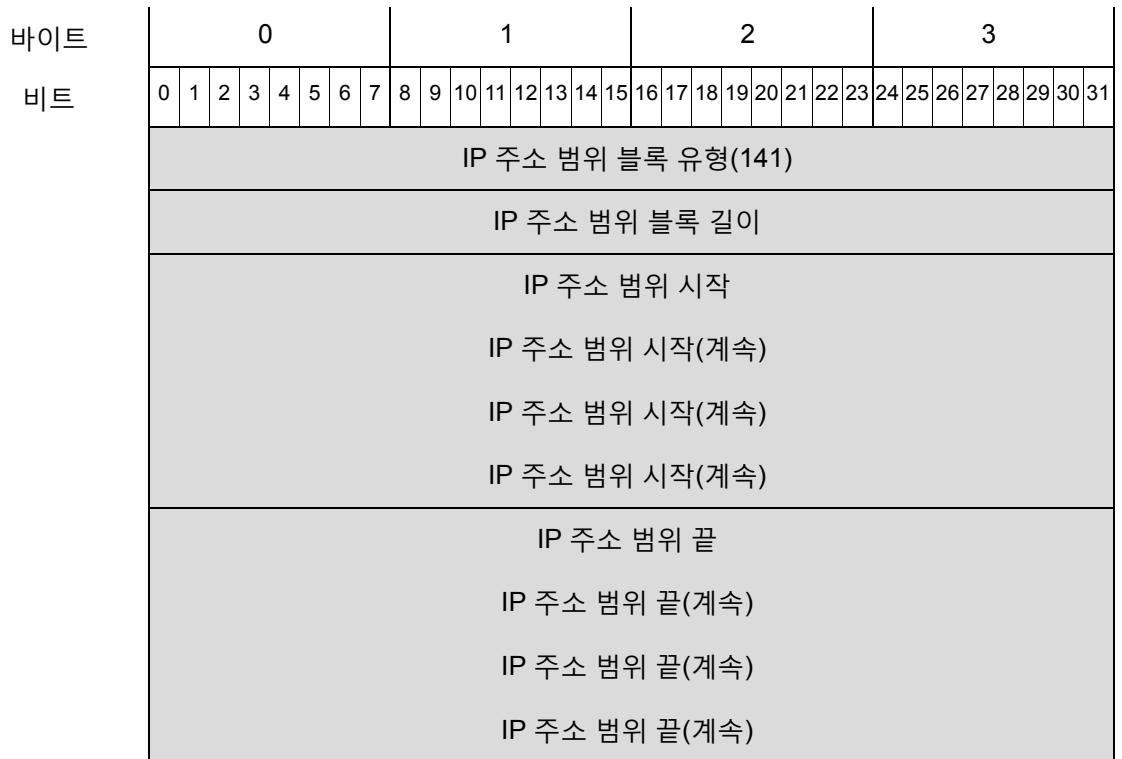 바이트 0 1 2 3
비트 0 1 2 3 4 5 6 7 8 9 10 11 12 13 14 15 16 17 18 19 20 21 22 23 24 25 26 27 28 29 30 31
IP 주소 범위 블록 유형(141)
IP 주소 범위 블록 길이
IP 주소 범위 시작
IP 주소 범위 시작(계속)
IP 주소 범위 시작(계속)
IP 주소 범위 시작(계속)
IP 주소 범위 끝
IP 주소 범위 끝(계속)
IP 주소 범위 끝(계속)
IP 주소 범위 끝(계속)